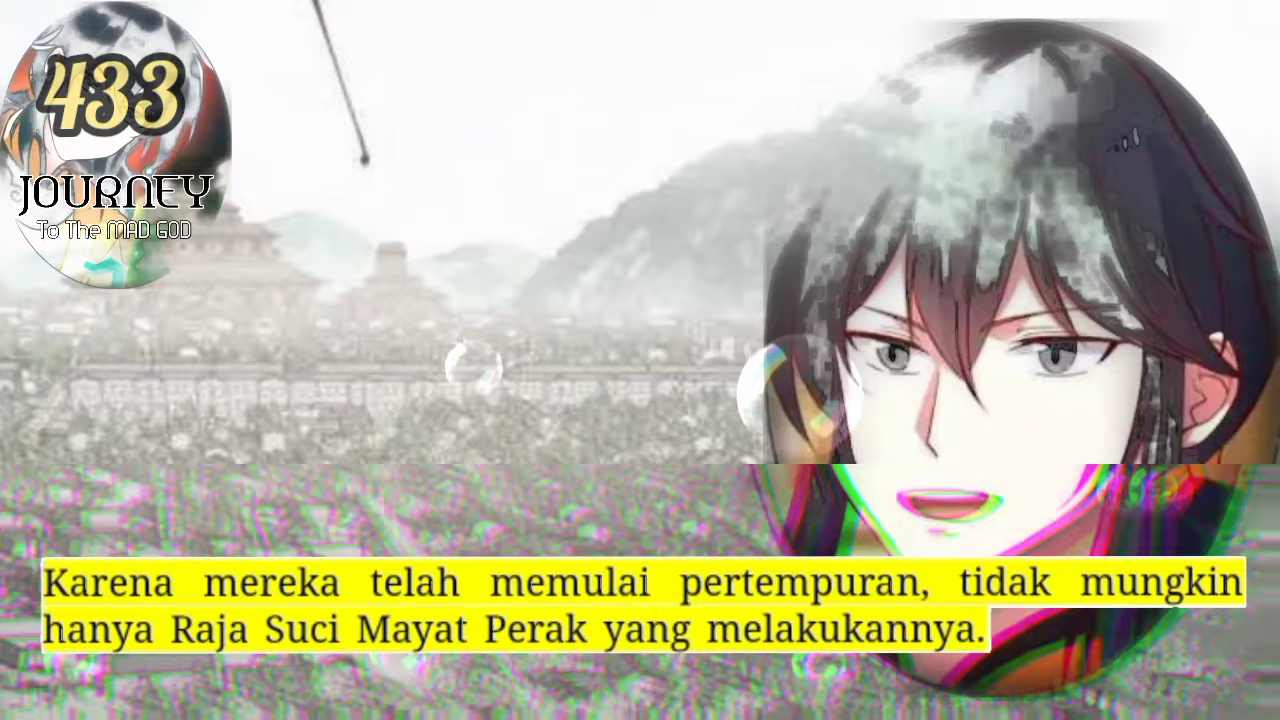 433
JOURNEY
To The MAD GOD
Karena mereka telah memulai pertempuran, tidak mungkin
hanya Raja Suci Mayat Perak yang melakukannya.